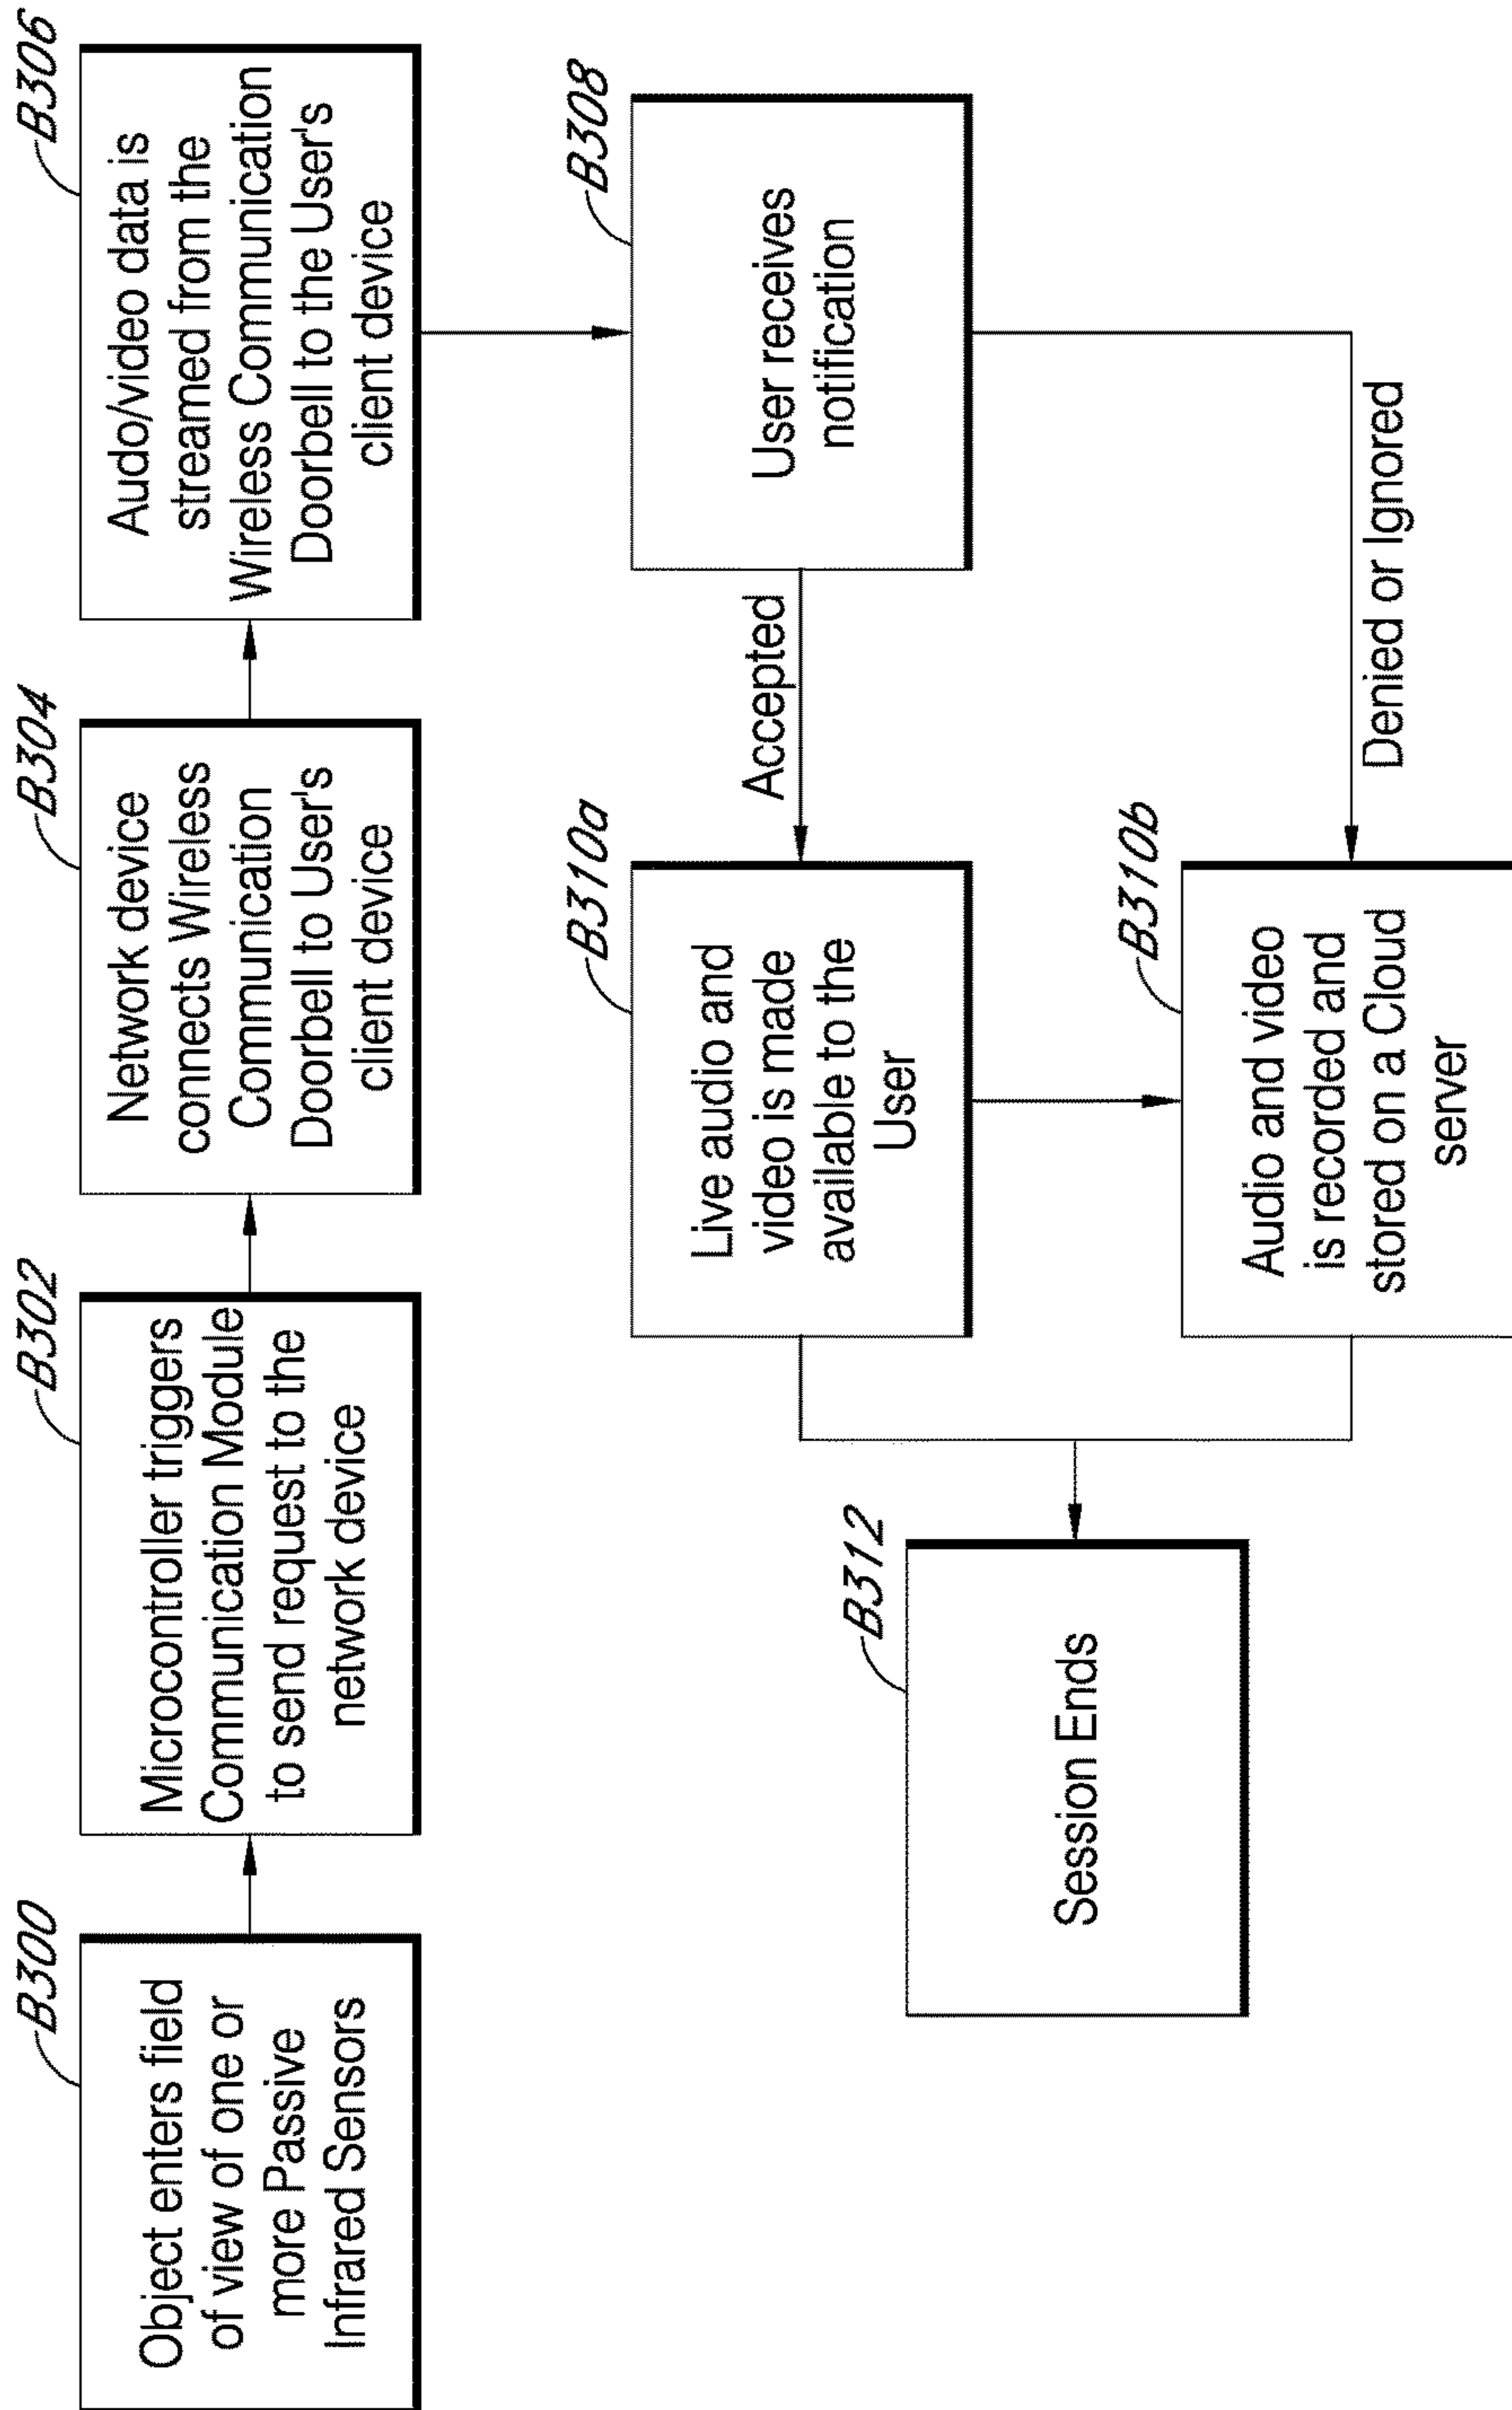 B300
Object enters field
of view of one or
more Passive
Infrared Sensors
B302
Microcontroller triggers
Communication Module
to send request to the
network device
B304
Network device
connects Wireless
Communication
Doorbell to User's
client device
B306
Audo/video data is
streamed from the
Wireless Communication
Doorbell to the User's
client device
B308
User receives
notification
Accepted
Denied or Ignored
B310a
Live audio and
video is made
available to the
User
B310b
Audio and video
is recorded and
stored on a Cloud
server
B312
Session Ends